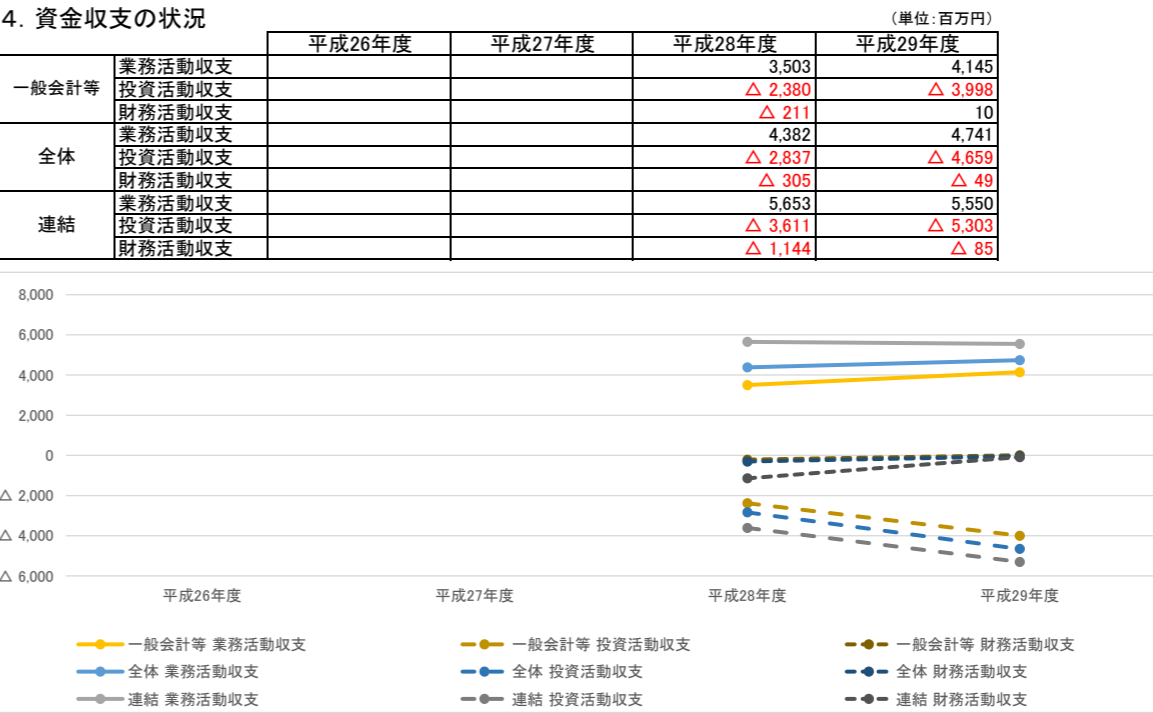 4. 資金収支の状況
（単位:百万円）
平成26年度 平成27年度 平成28年度 平成29年度
一般会計等 業務活動収支 3,503 4,145
投資活動収支 △ 2,380 △ 3,998
財務活動収支 △ 211 10
全体 業務活動収支 4,382 4,741
投資活動収支 △ 2,837 △ 4,659
財務活動収支 △ 305 △ 49
連結 業務活動収支 5,653 5,550
投資活動収支 △ 3,611 △ 5,303
財務活動収支 △ 1,144 △ 85
8,000
6,000
4,000
2,000
0
△ 2,000
△ 4,000
△ 6,000
平成26年度 平成27年度 平成28年度 平成29年度
一般会計等 業務活動収支 一般会計等 投資活動収支 一般会計等 財務活動収支
全体 業務活動収支 全体 投資活動収支 全体 財務活動収支
連結 業務活動収支 連結 投資活動収支 連結 財務活動収支